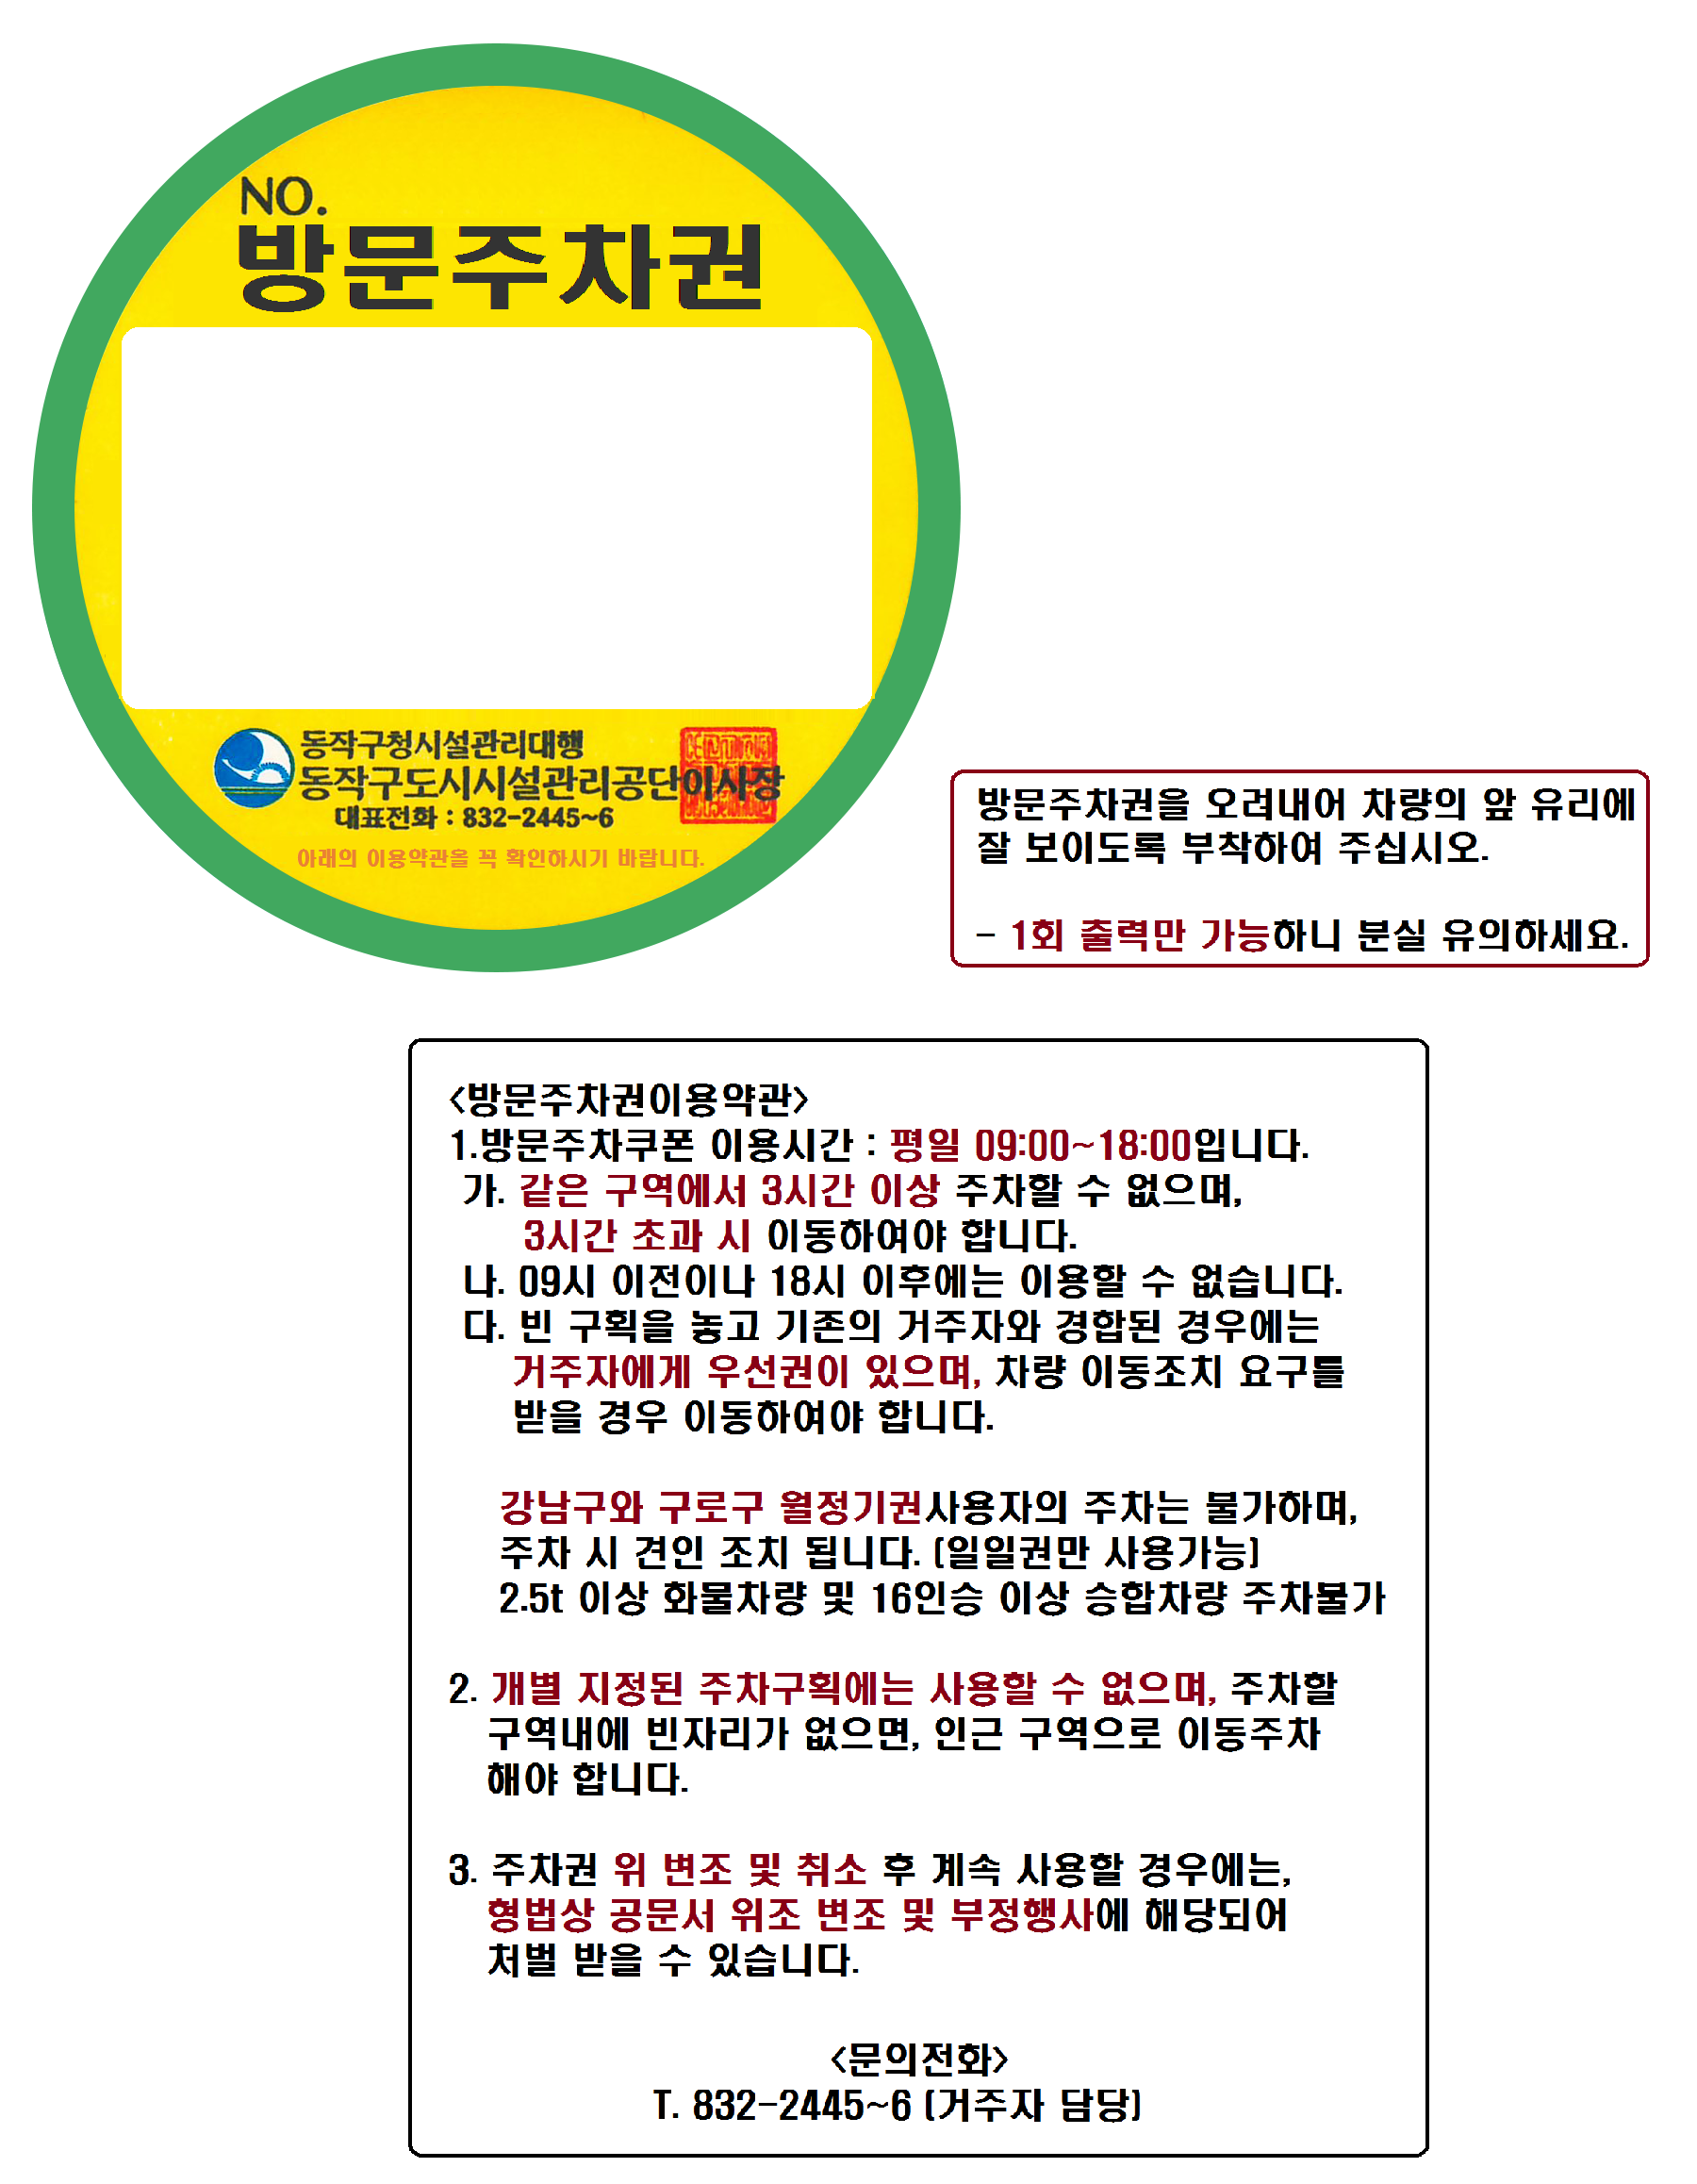 NO.
방문주차권
동작구청시설관리대행
동작구도시시설관리공단이사장
대표전화 : 832-2445~6
아래의 이용약관을 꼭 확인하시기 바랍니다.
방문주차권을 오려내어 차량의 앞 유리에
잘 보이도록 부착하여 주십시오.
- 1회 출력만 가능하니 분실 유의하세요.
<방문주차권이용약관>
1.방문주차쿠폰 이용시간 : 평일 09:00~18:00입니다.
가. 같은 구역에서 3시간 이상 주차할 수 없으며,
3시간 초과 시 이동하여야 합니다.
나. 09시 이전이나 18시 이후에는 이용할 수 없습니다.
다. 빈 구획을 놓고 기존의 거주자와 경합된 경우에는
거주자에게 우선권이 있으며, 차량 이동조치 요구를
받을 경우 이동하여야 합니다.
강남구와 구로구 월정기권사용자의 주차는 불가하며,
주차 시 견인 조치 됩니다. (일일권만 사용가능)
2.5t 이상 화물차량 및 16인승 이상 승합차량 주차불가
2. 개별 지정된 주차구획에는 사용할 수 없으며, 주차할
구역내에 빈자리가 없으면, 인근 구역으로 이동주차
해야 합니다.
3. 주차권 위 변조 및 취소 후 계속 사용할 경우에는,
형법상 공문서 위조 변조 및 부정행사에 해당되어
처벌 받을 수 있습니다.
<문의전화>
T. 832-2445~6 (거주자 담당)